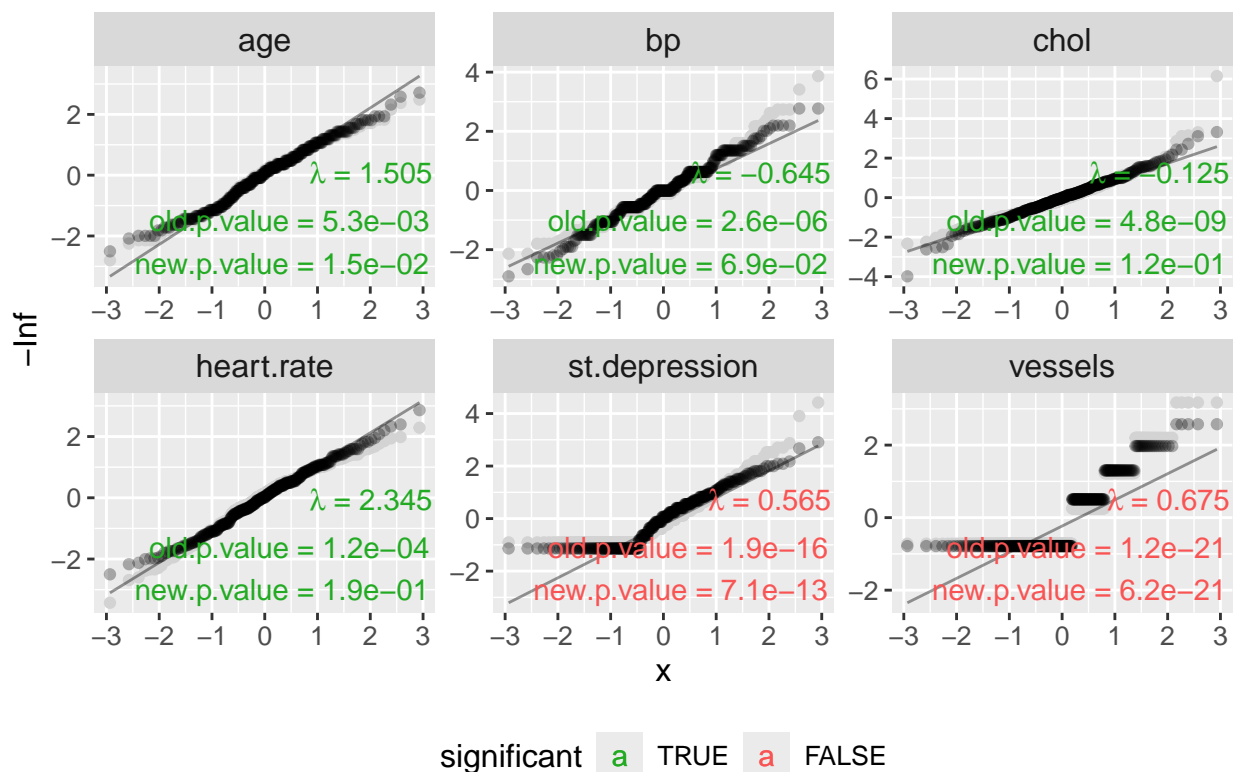 age bp chol
4
6
2
4
2
2
0
0
0
−2
−2
−2
−4
λ = 1.505 λ = −0.645 λ = −0.125
old.p.value = 5.3e−03 old.p.value = 2.6e−06 old.p.value = 4.8e−09
new.p.value = 1.5e−02 new.p.value = 6.9e−02 new.p.value = 1.2e−01
−3 −2 −1 0 1 2 3 −3 −2 −1 0 1 2 3 −3 −2 −1 0 1 2 3
−Inf
heart.rate st.depression vessels
4
2
2
2
0
0
0
−2
−2
−2
λ = 2.345 λ = 0.565 λ = 0.675
old.p.value = 1.2e−04 old.p.value = 1.9e−16 old.p.value = 1.2e−21
new.p.value = 1.9e−01 new.p.value = 7.1e−13 new.p.value = 6.2e−21
−3 −2 −1 0 1 2 3 −3 −2 −1 0 1 2 3 −3 −2 −1 0 1 2 3
x
significant a TRUE a FALSE